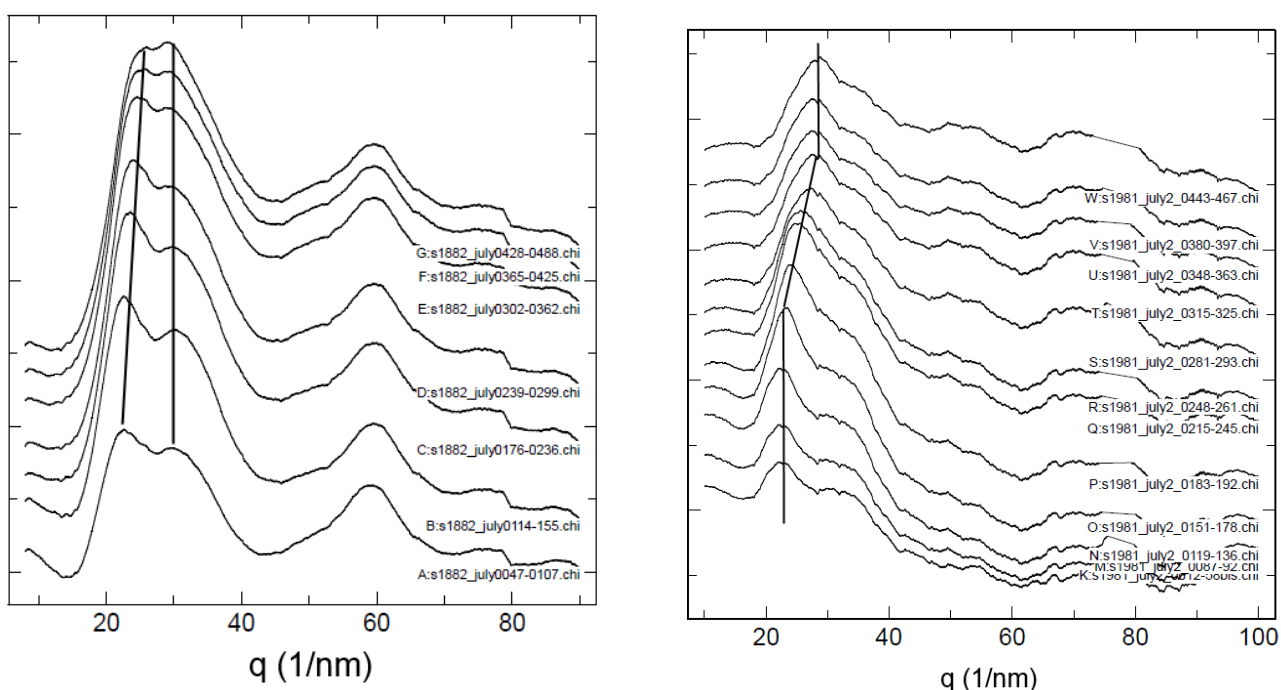 G:s1882_july0428-0488.chi
F:s1882_july0365-0425.chi
E:s1882_july0302-0362.chi
D:s1882_july0239-0299.chi
C:s1882_july0176-0236.chi
B:s1882_july0114-155.chi
A:s1882_july0047-0107.chi
20 40 60 80
q (1/nm)
W:s1981_july2_0443-467.chi
V:s1981_july2_0380-397.chi
U:s1981_july2_0348-363.chi
T:s1981_july2_0315-325.chi
S:s1981_july2_0281-293.chi
R:s1981_july2_0248-261.chi
Q:s1981_july2_0215-245.chi
P:s1981_july2_0183-192.chi
O:s1981_july2_0151-178.chi
N:s1981_july2_0119-136.chi
M:s1981_july2_0087-92.chi
20 40 60 80 100
q (1/nm)